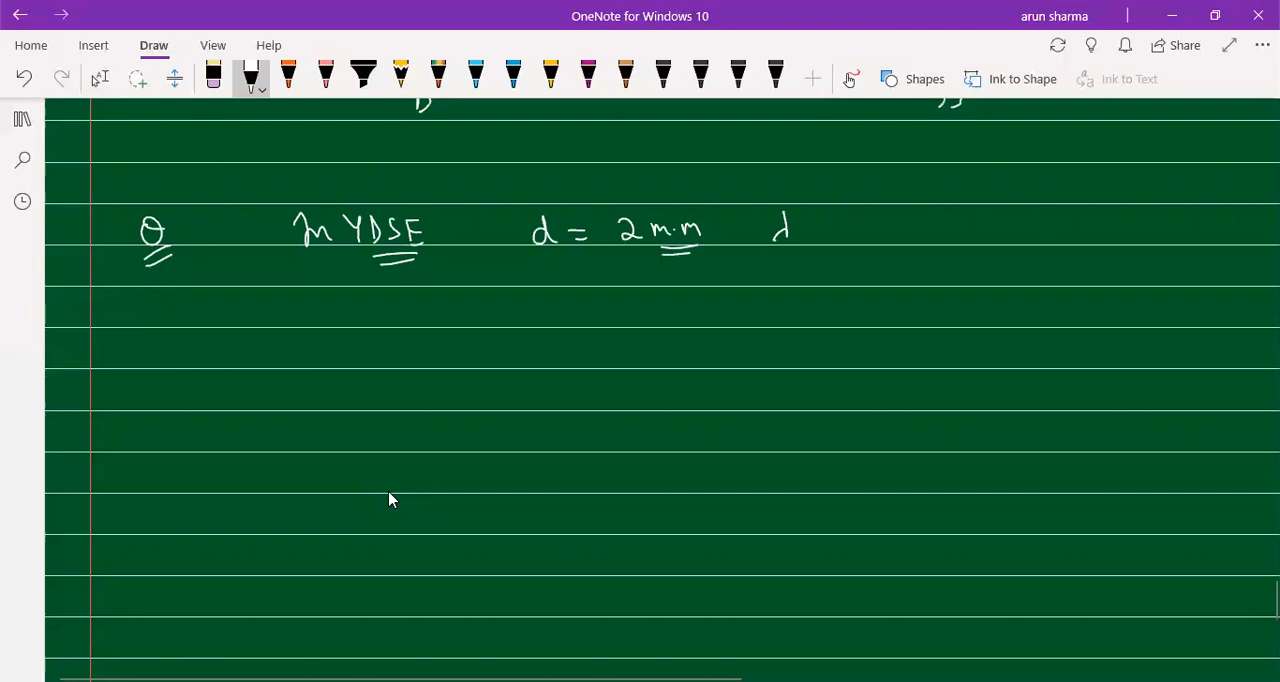 OneNote for Windows 10
arun sharma
Home Insert Draw View Help
Share
Shapes Ink to Shape Ink to Text
D
Q In YDSE d = 2 m.m λ